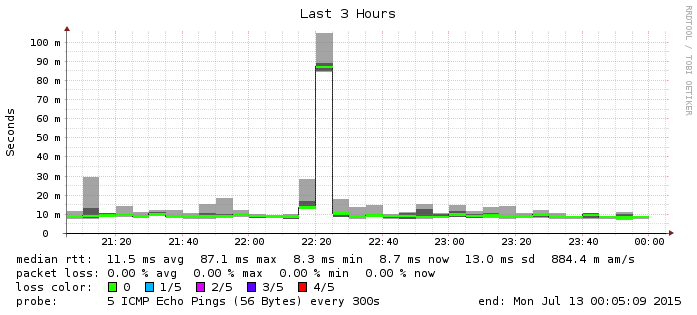 Last 3 Hours
RRDTOOL / TOBI OETIKER
Seconds
100 m
90 m
80 m
70 m
60 m
50 m
40 m
30 m
20 m
10 m
0
21:20 21:40 22:00 22:20 22:40 23:00 23:20 23:40 00:00
median rtt: 11.5 ms avg 87.1 ms max 8.3 ms min 8.7 ms now 13.0 ms sd 884.4 m am/s
packet loss: 0.00 % avg 0.00 % max 0.00 % min 0.00 % now
loss color: 0 1/5 2/5 3/5 4/5
probe: 5 ICMP Echo Pings (56 Bytes) every 300s end: Mon Jul 13 00:05:09 2015